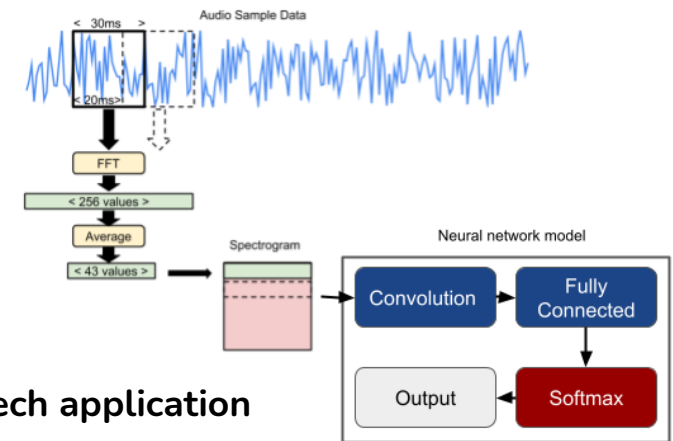 Audio Sample Data
< 30ms >
< 20ms>
FFT
< 256 values >
Average
< 43 values >
Spectrogram
Neural network model
Convolution
Fully
Connected
Output
Softmax
ech application